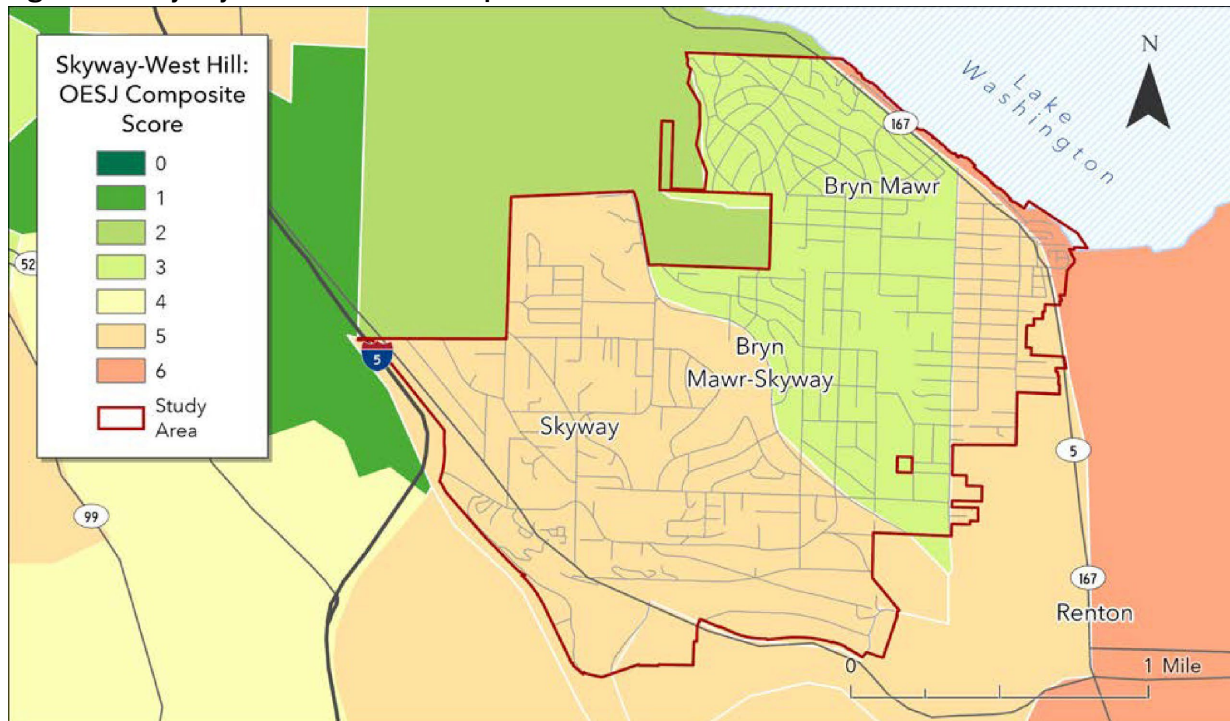 Skyway-West Hill:
OESJ Composite
Score
0
1
2
3
4
5
6
Study
Area
N
Lake
Washington
167
Bryn Mawr
52
5
Bryn
Mawr-Skyway
Skyway
5
99
167
Renton
0
1 Mile